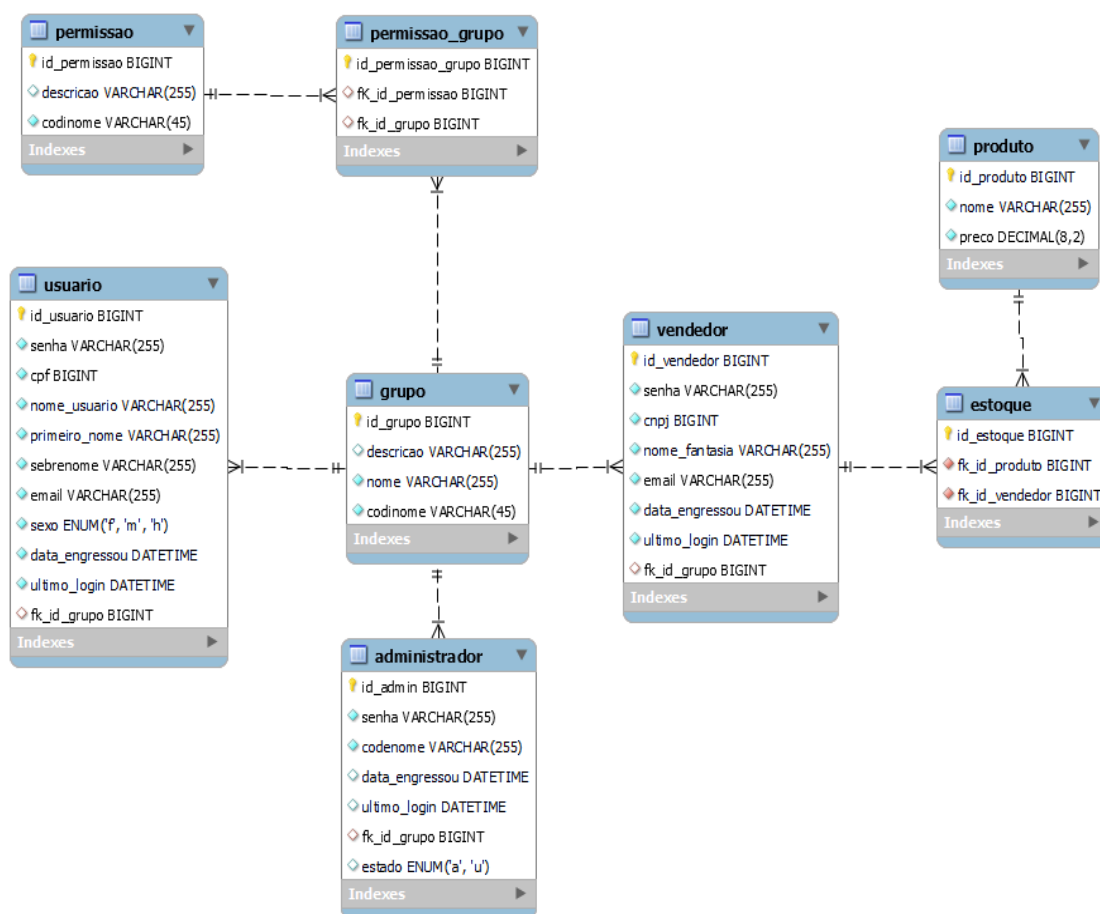 permissao
id_permissao BIGINT
descricao VARCHAR(255)
codinome VARCHAR(45)
Indexes
permissao_grupo
id_permissao_grupo BIGINT
fK_id_permissao BIGINT
fk_id_grupo BIGINT
Indexes
produto
id_produto BIGINT
nome VARCHAR(255)
preco DECIMAL(8,2)
Indexes
usuario
id_usuario BIGINT
senha VARCHAR(255)
cpf BIGINT
nome_usuario VARCHAR(255)
primeiro_nome VARCHAR(255)
sebrenome VARCHAR(255)
email VARCHAR(255)
sexo ENUM('f', 'm', 'h')
data_engressou DATETIME
ultimo_login DATETIME
fk_id_grupo BIGINT
Indexes
grupo
id_grupo BIGINT
descricao VARCHAR(255)
nome VARCHAR(255)
codinome VARCHAR(45)
Indexes
vendedor
id_vendedor BIGINT
senha VARCHAR(255)
cnpj BIGINT
nome_fantasia VARCHAR(255)
email VARCHAR(255)
data_engressou DATETIME
ultimo_login DATETIME
fk_id_grupo BIGINT
Indexes
estoque
id_estoque BIGINT
fk_id_produto BIGINT
fk_id_vendedor BIGINT
Indexes
administrador
id_admin BIGINT
senha VARCHAR(255)
codenome VARCHAR(255)
data_engressou DATETIME
ultimo_login DATETIME
fk_id_grupo BIGINT
estado ENUM('a', 'u')
Indexes